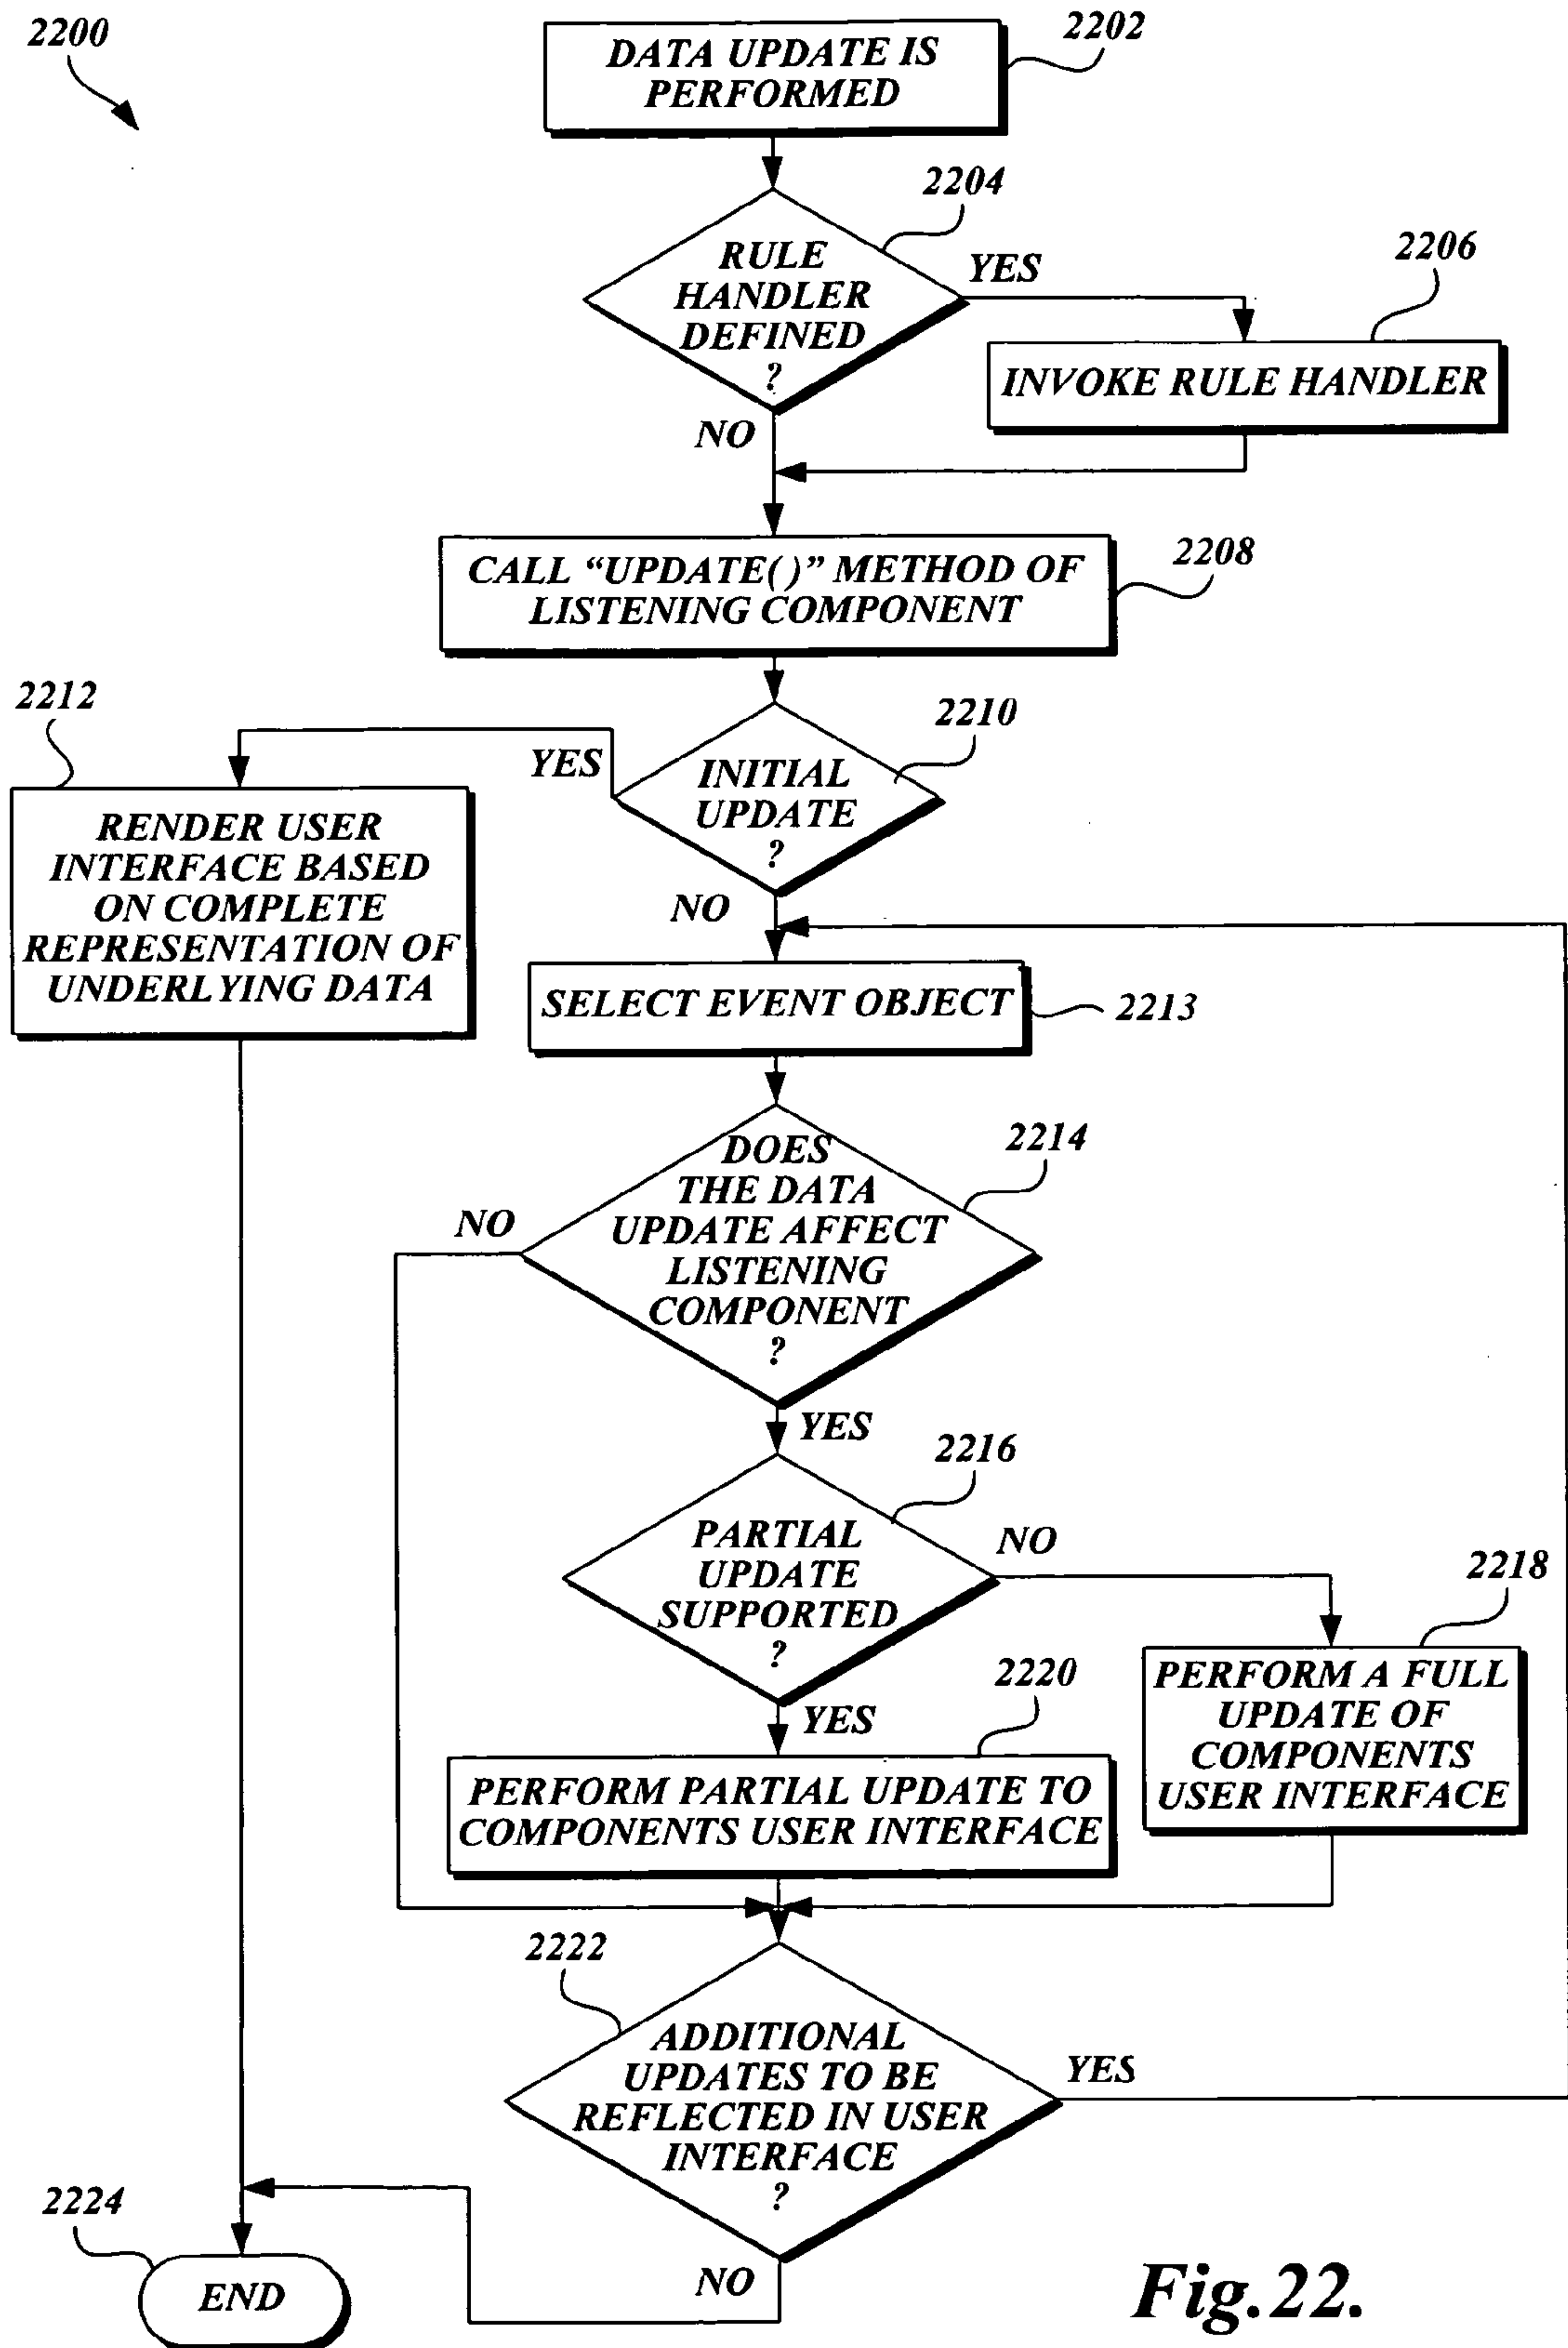 2200
2202
DATA UPDATE IS
PERFORMED
2204
RULE
HANDLER
DEFINED
?
YES
2206
INVOKE RULE HANDLER
NO
CALL “UPDATE()” METHOD OF
LISTENING COMPONENT
2208
2212
2210
YES
INITIAL
UPDATE
?
RENDER USER
INTERFACE BASED
ON COMPLETE
REPRESENTATION OF
UNDERLYING DATA
NO
SELECT EVENT OBJECT
2213
2214
DOES
THE DATA
UPDATE AFFECT
LISTENING
COMPONENT
?
NO
YES
2216
PARTIAL
UPDATE
SUPPORTED
?
NO
2218
PERFORM A FULL
UPDATE OF
COMPONENTS
USER INTERFACE
2220
YES
PERFORM PARTIAL UPDATE TO
COMPONENTS USER INTERFACE
2222
ADDITIONAL
UPDATES TO BE
REFLECTED IN USER
INTERFACE
?
YES
2224
END
NO
Fig.22.